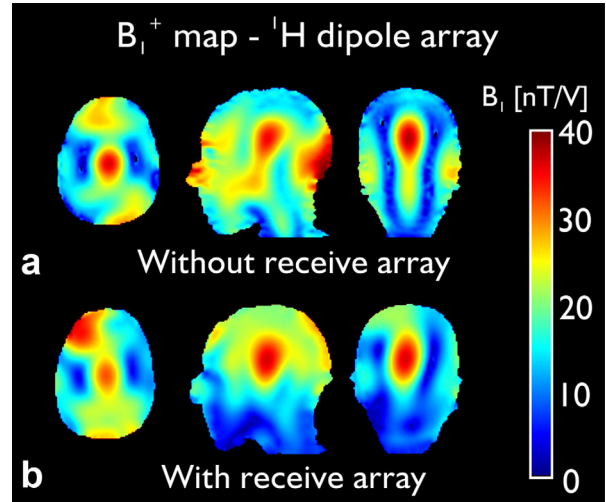 B₁⁺ map - ¹H dipole array
B₁ [nT/V]
40
30
20
10
0
a
Without receive array
b
With receive array